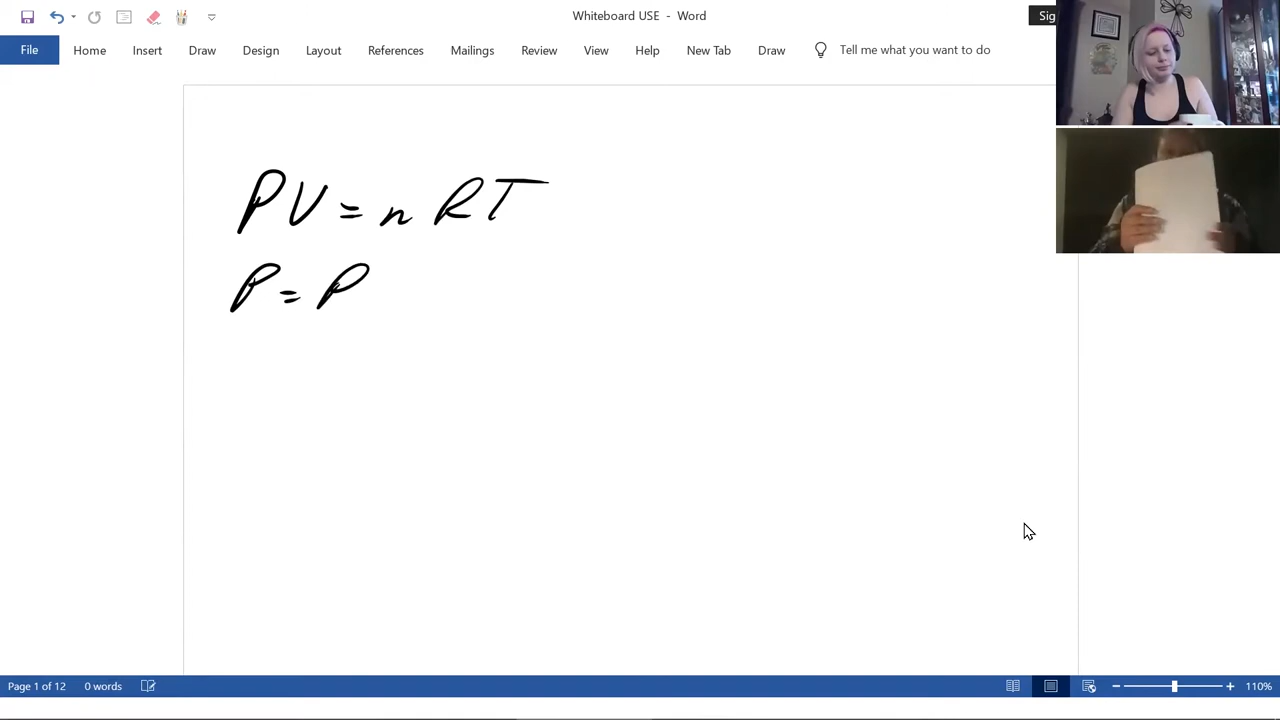 Whiteboard USE - Word
Sig
File Home Insert Draw Design Layout References Mailings Review View Help New Tab Draw Tell me what you want to do
PV = nRT
P = P
Page 1 of 12 0 words 110%